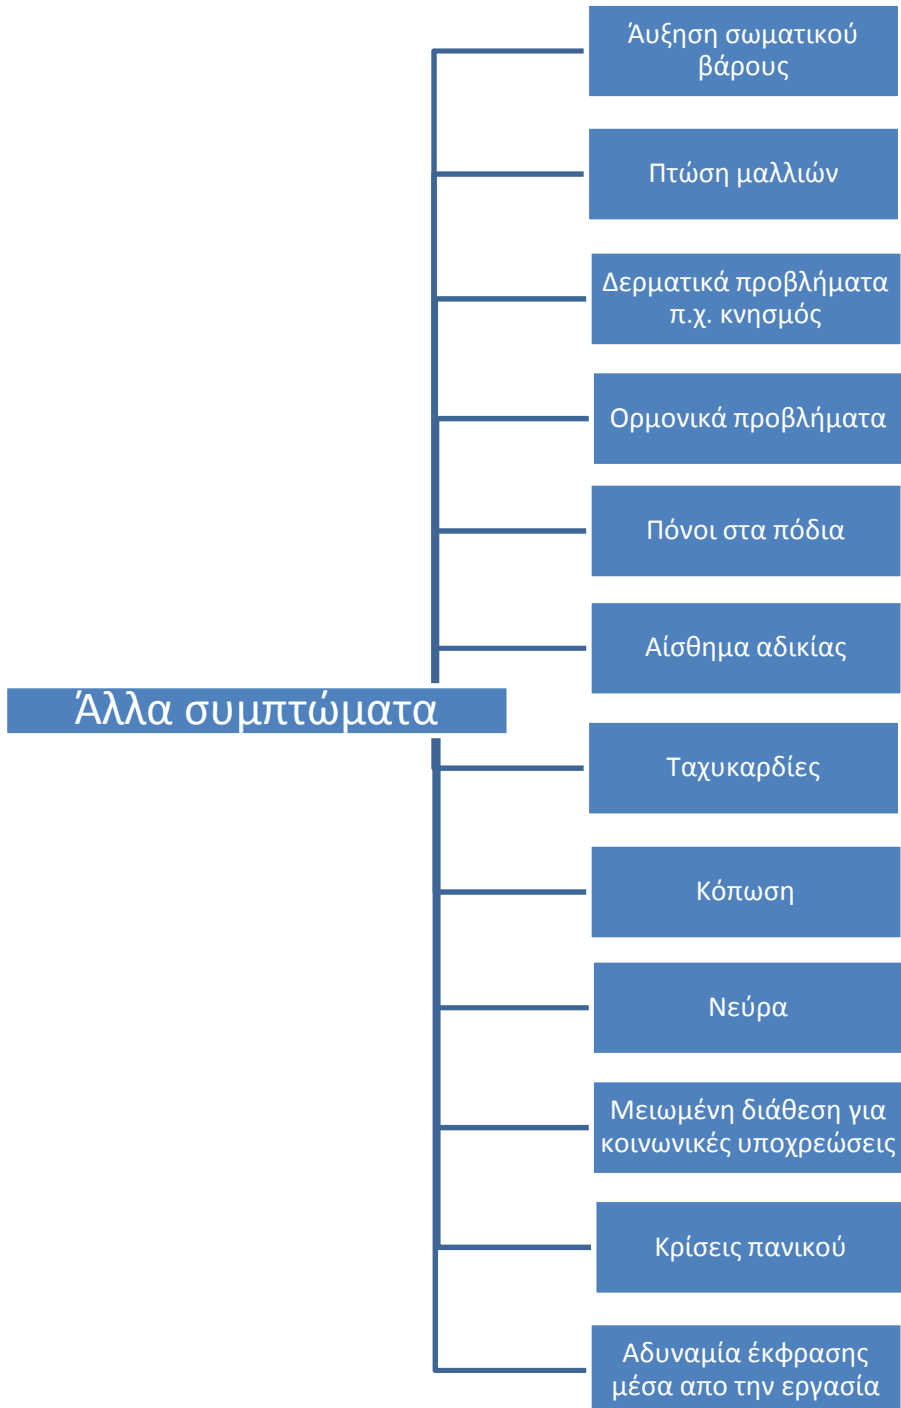 Άυξηση σωματικού
βάρους
Πτώση μαλλιών
Δερματικά προβλήματα
π.χ. κνησμός
Ορμονικά προβλήματα
Πόνοι στα πόδια
Αίσθημα αδικίας
Άλλα συμπτώματα
Ταχυκαρδίες
Κόπωση
Νεύρα
Μειωμένη διάθεση για
κοινωνικές υποχρεώσεις
Κρίσεις πανικού
Αδυναμία έκφρασης
μέσα απο την εργασία